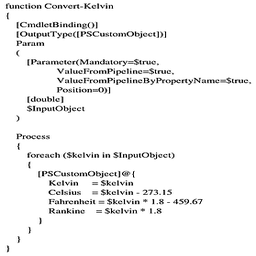 function Convert-Kelvin
{
    [CmdletBinding()]
    [OutputType([PSCustomObject])]
    Param
    (
        [Parameter(Mandatory=$true,
                   ValueFromPipeline=$true,
                   ValueFromPipelineByPropertyName=$true,
                   Position=0)]
        [double]
        $InputObject
    )

    Process
    {
        foreach ($kelvin in $InputObject)
        {
            [PSCustomObject]@{
                Kelvin     = $kelvin
                Celsius    = $kelvin - 273.15
                Fahrenheit = $kelvin * 1.8 - 459.67
                Rankine    = $kelvin * 1.8
            }
        }
    }
}